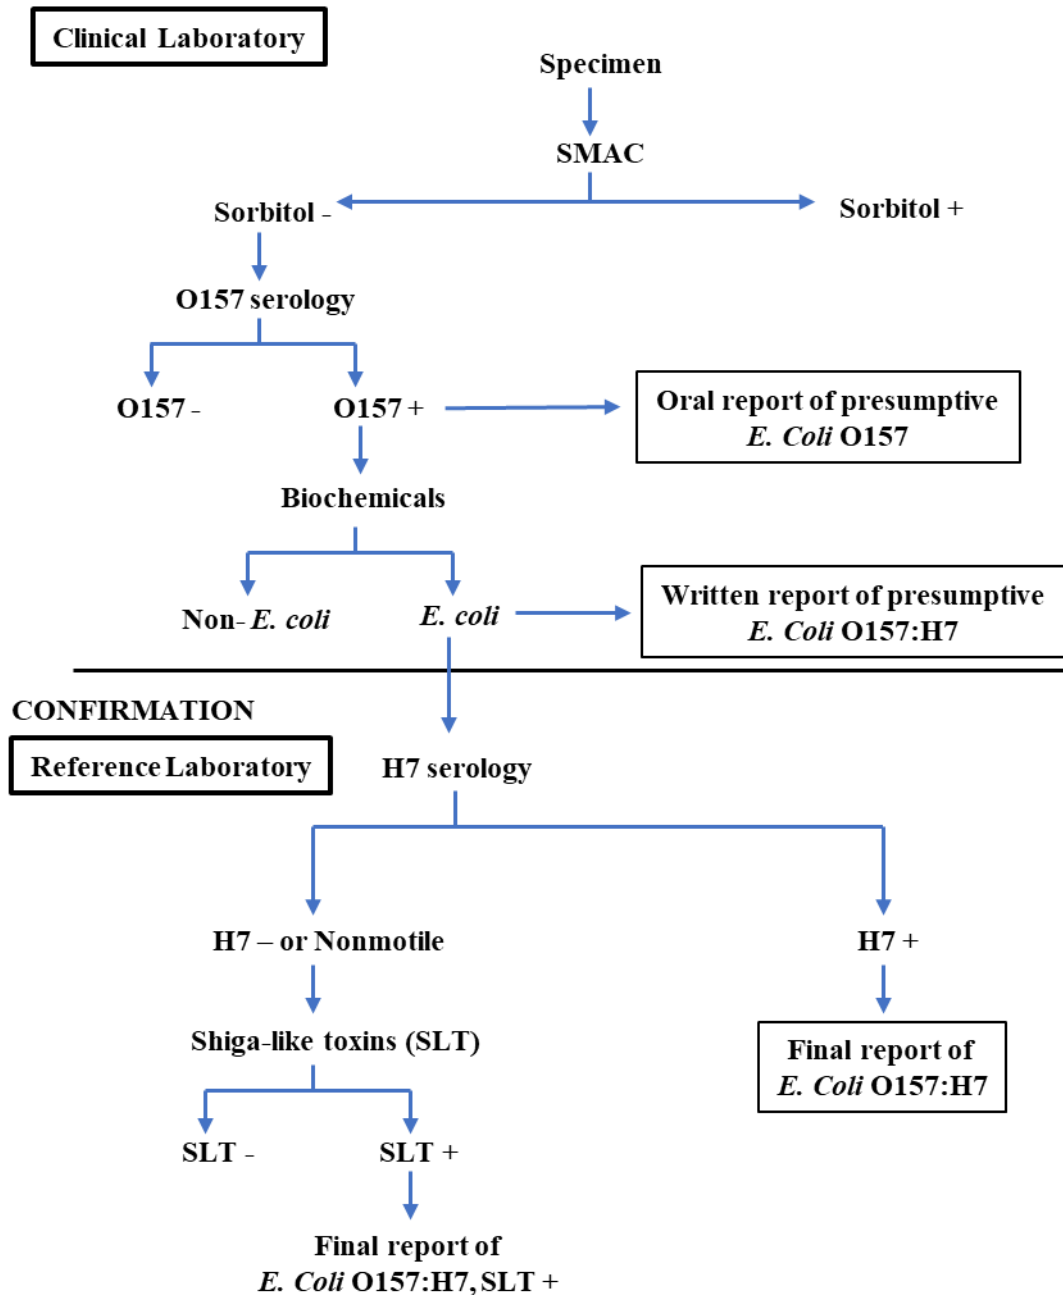 Clinical Laboratory
Specimen
SMAC
Sorbitol -
Sorbitol +
O157 serology
O157 -
O157 +
Oral report of presumptive
E. Coli O157
Biochemicals
Non- E. coli
E. coli
Written report of presumptive
E. Coli O157:H7
CONFIRMATION
Reference Laboratory
H7 serology
H7 – or Nonmotile
H7 +
Shiga-like toxins (SLT)
Final report of
E. Coli O157:H7
SLT -
SLT +
Final report of
E. Coli O157:H7, SLT +